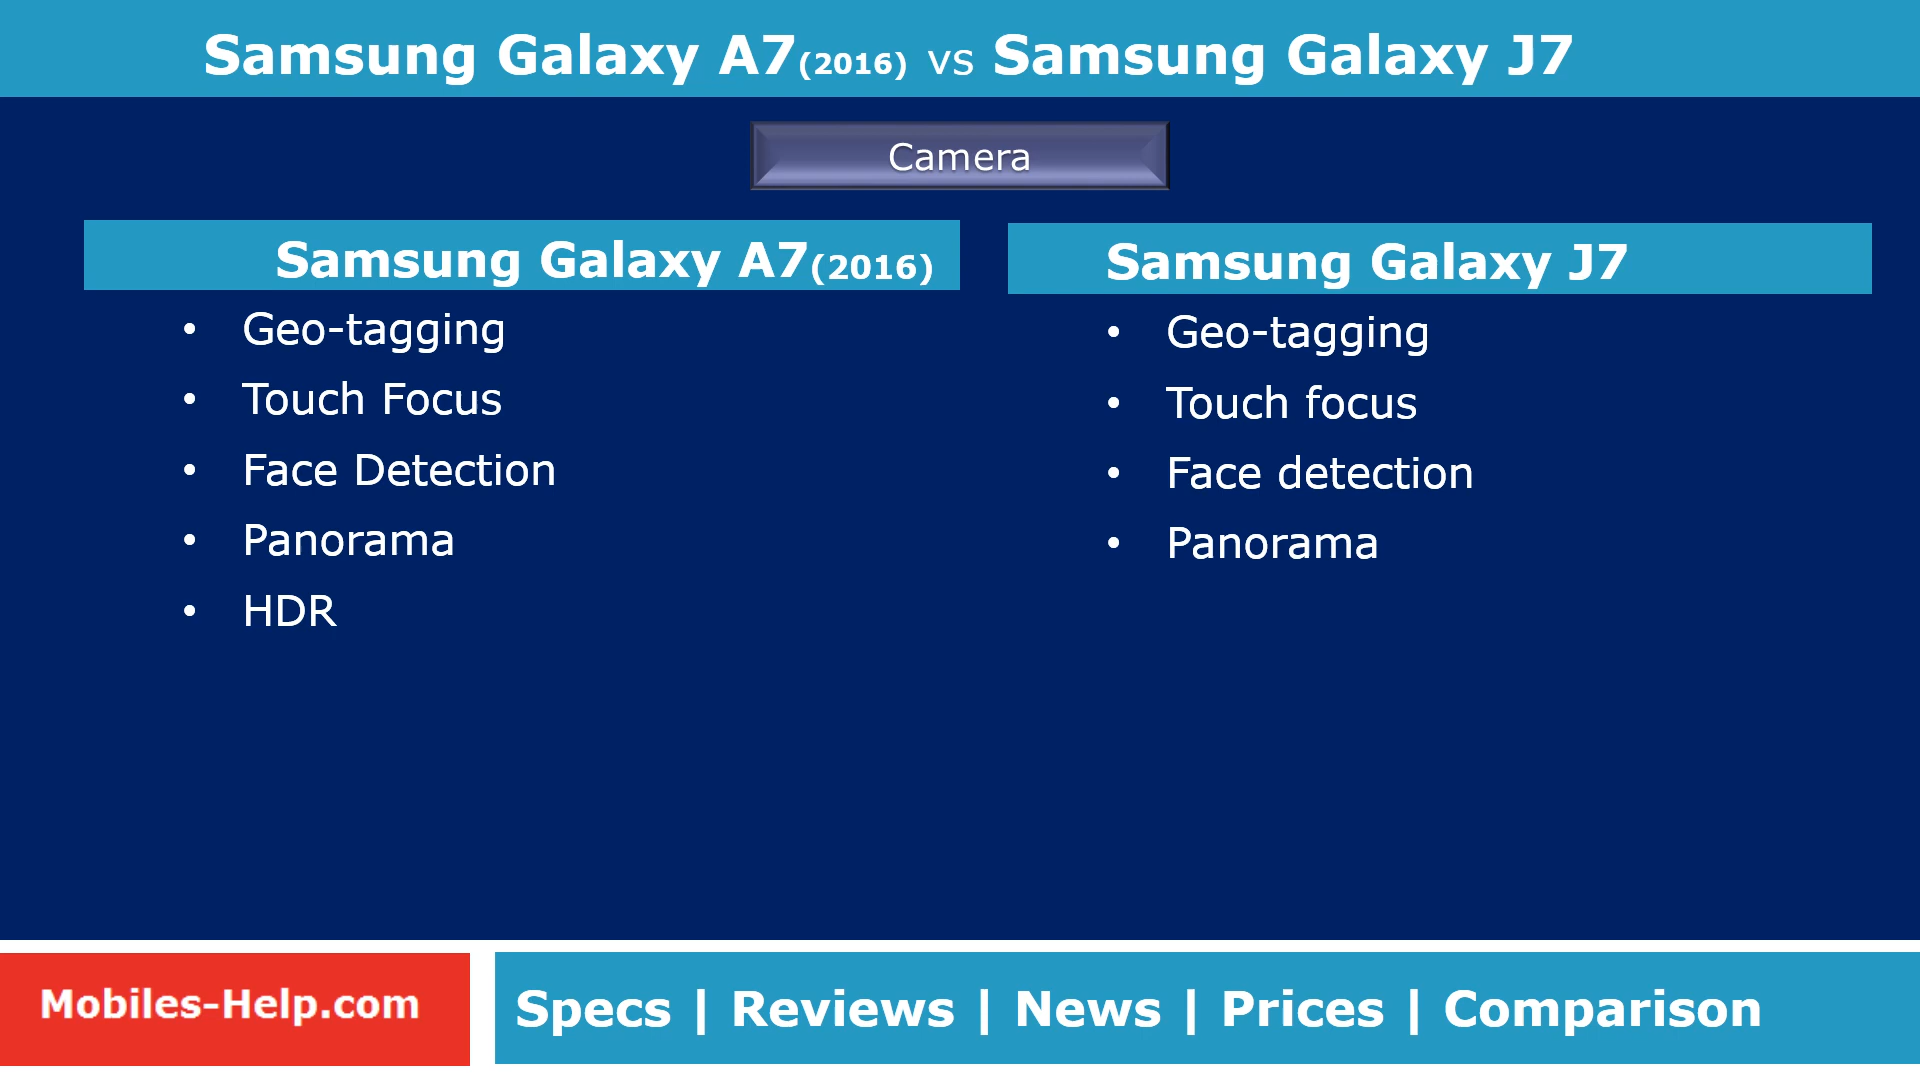 Samsung Galaxy A7(2016) vs Samsung Galaxy J7
Camera
Samsung Galaxy A7(2016)
• Geo-tagging
• Touch Focus
• Face Detection
• Panorama
• HDR
Samsung Galaxy J7
• Geo-tagging
• Touch focus
• Face detection
• Panorama
Mobiles-Help.com
Specs | Reviews | News | Prices | Comparison